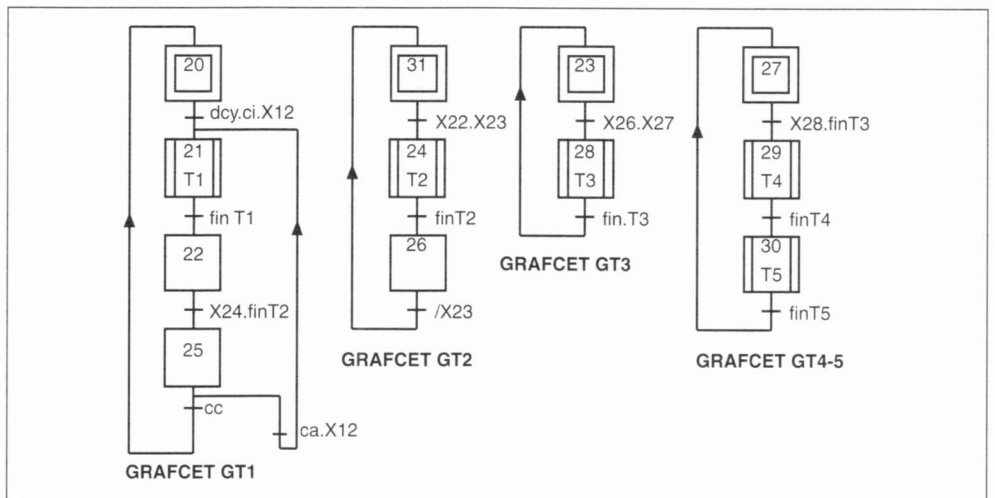 20
dcy.ci.X12
21
T1
fin T1
22
X24.finT2
25
cc
ca.X12
GRAFCET GT1
31
X22.X23
24
T2
finT2
26
/X23
GRAFCET GT2
23
X26.X27
28
T3
fin.T3
GRAFCET GT3
27
X28.finT3
29
T4
finT4
30
T5
finT5
GRAFCET GT4-5